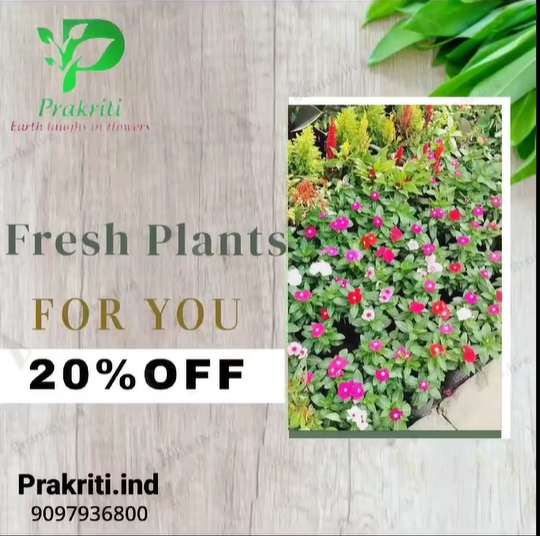 Prakriti
Earth laughs in flowers
Fresh Plants
FOR YOU
20%OFF
Prakriti.ind
9097936800